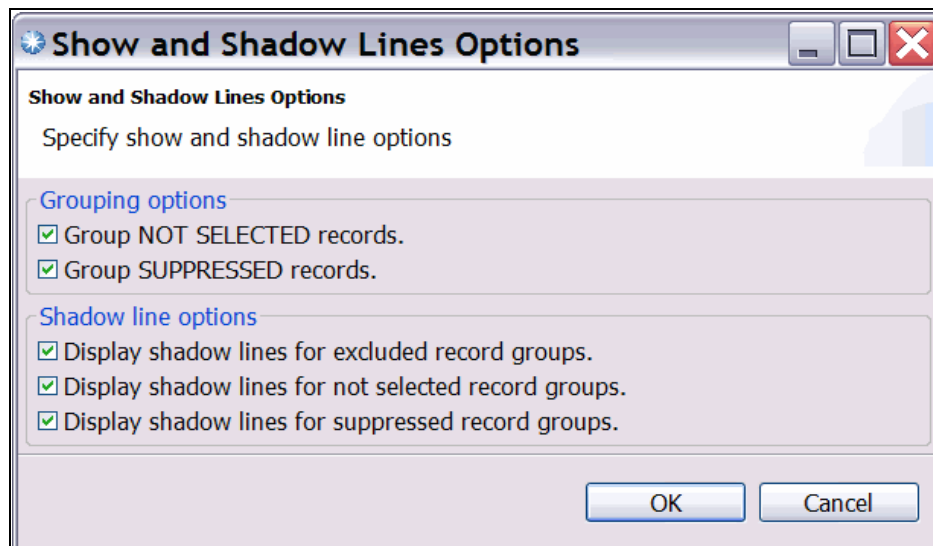 Show and Shadow Lines Options
Show and Shadow Lines Options
Specify show and shadow line options
Grouping options
Group NOT SELECTED records.
Group SUPPRESSED records.
Shadow line options
Display shadow lines for excluded record groups.
Display shadow lines for not selected record groups.
Display shadow lines for suppressed record groups.
OK Cancel